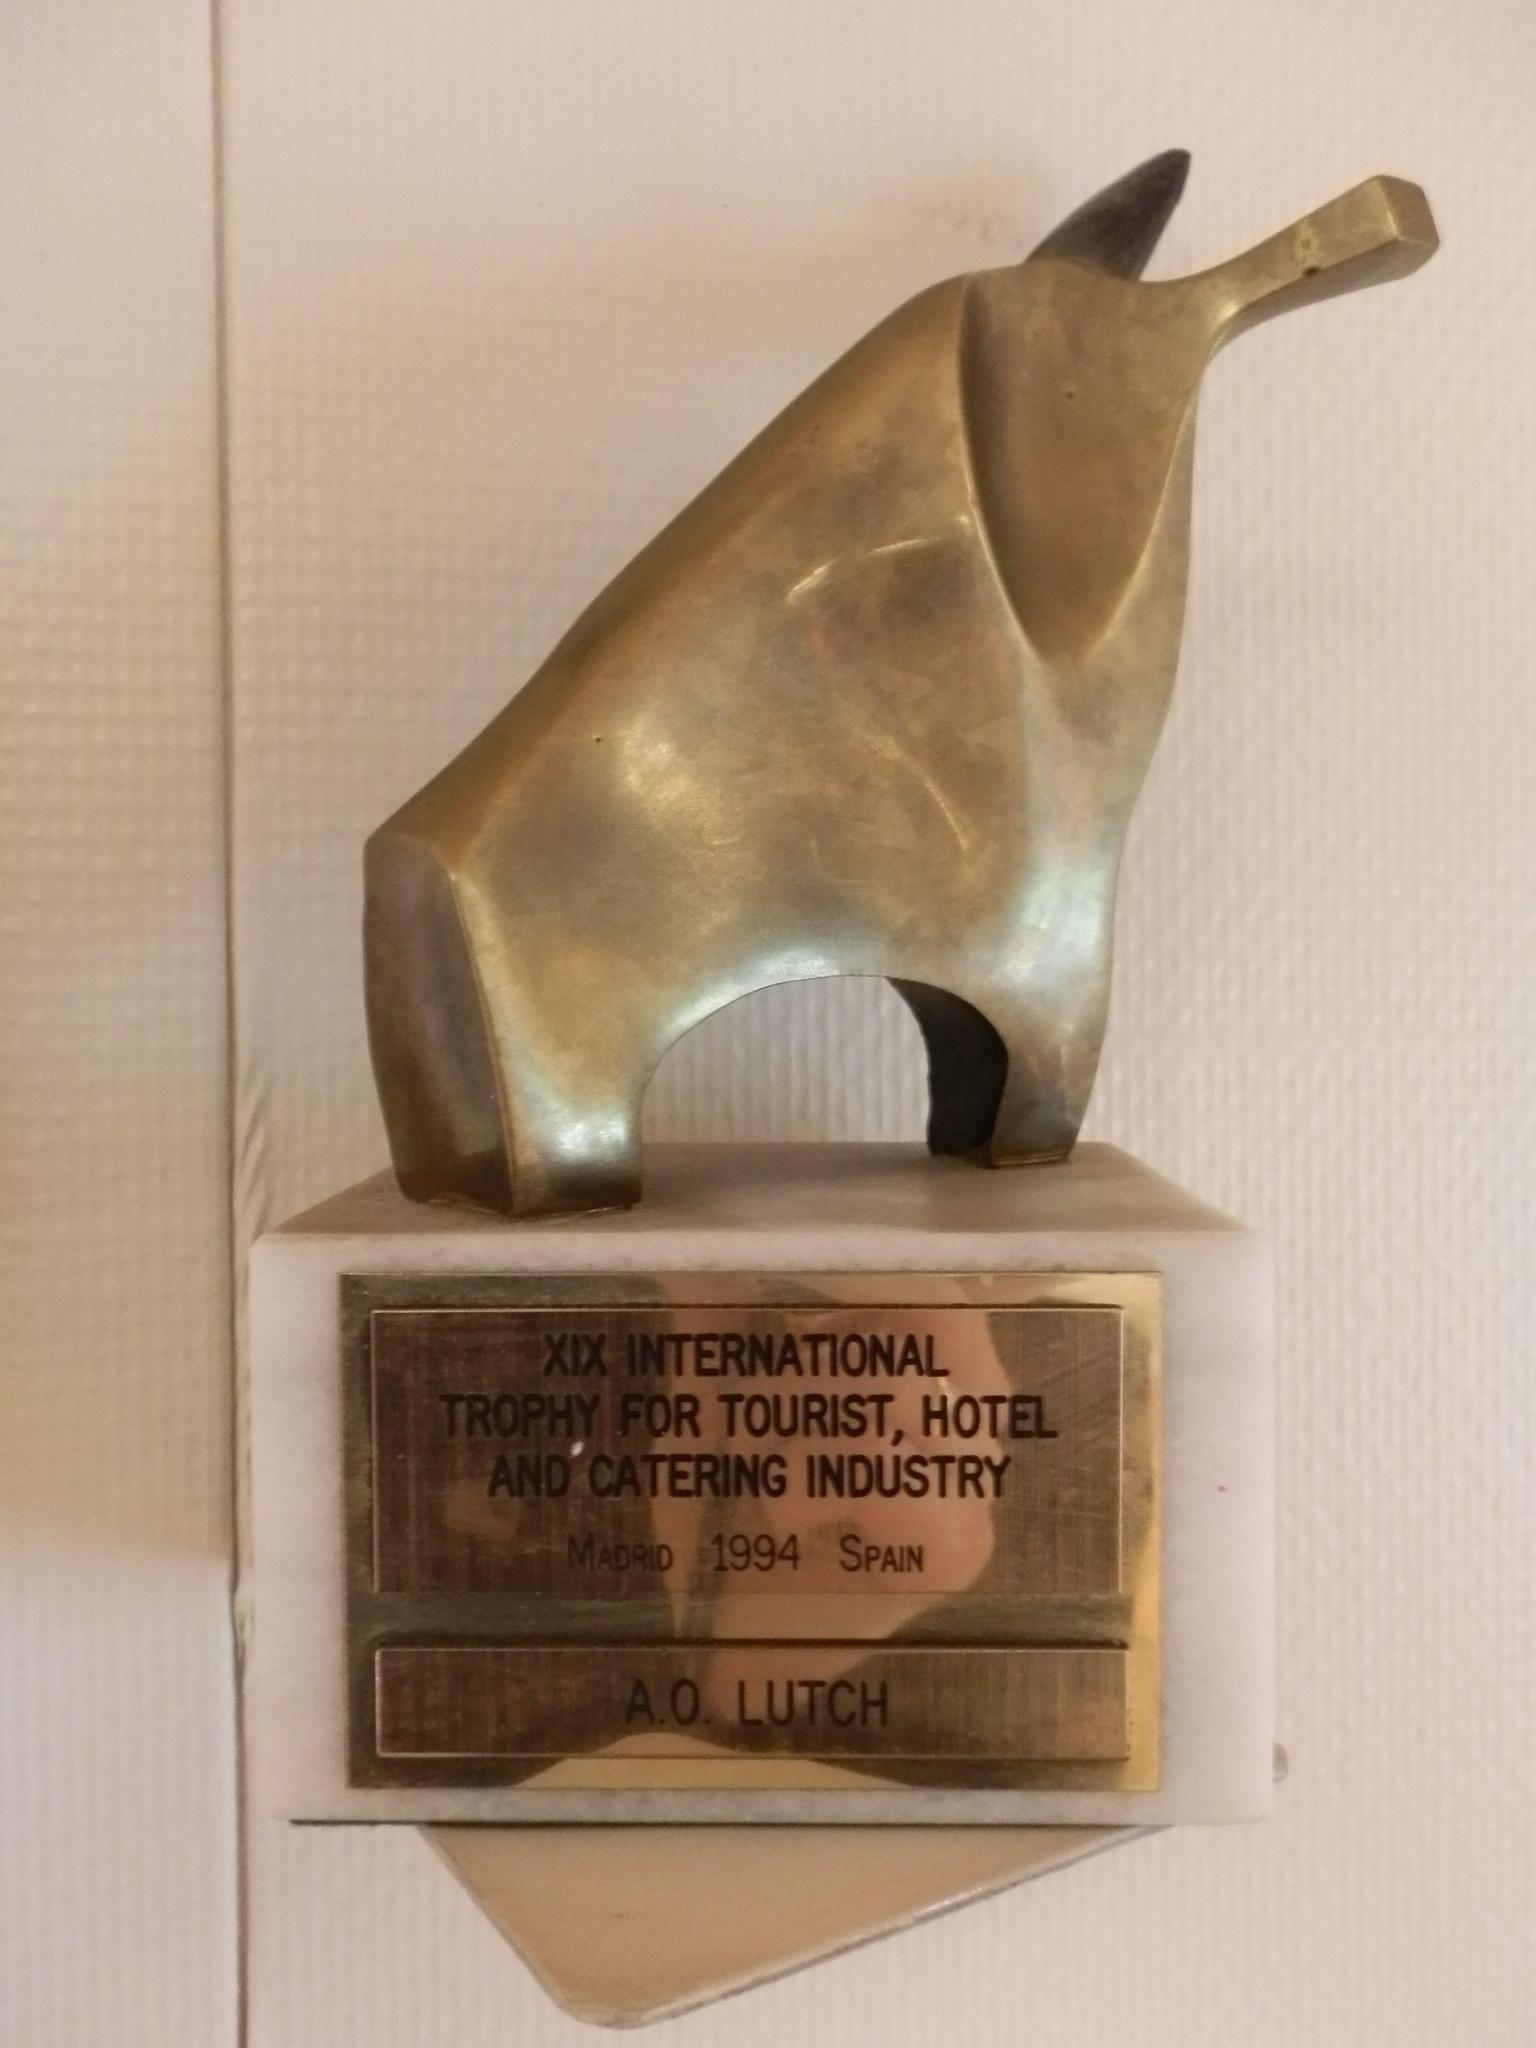 XIX INTERNATIONAL
TROPHY FOR TOURIST, HOTEL
AND CATERING INDUSTRY
MADRID 1994 SPAIN
A.O. LUTCH